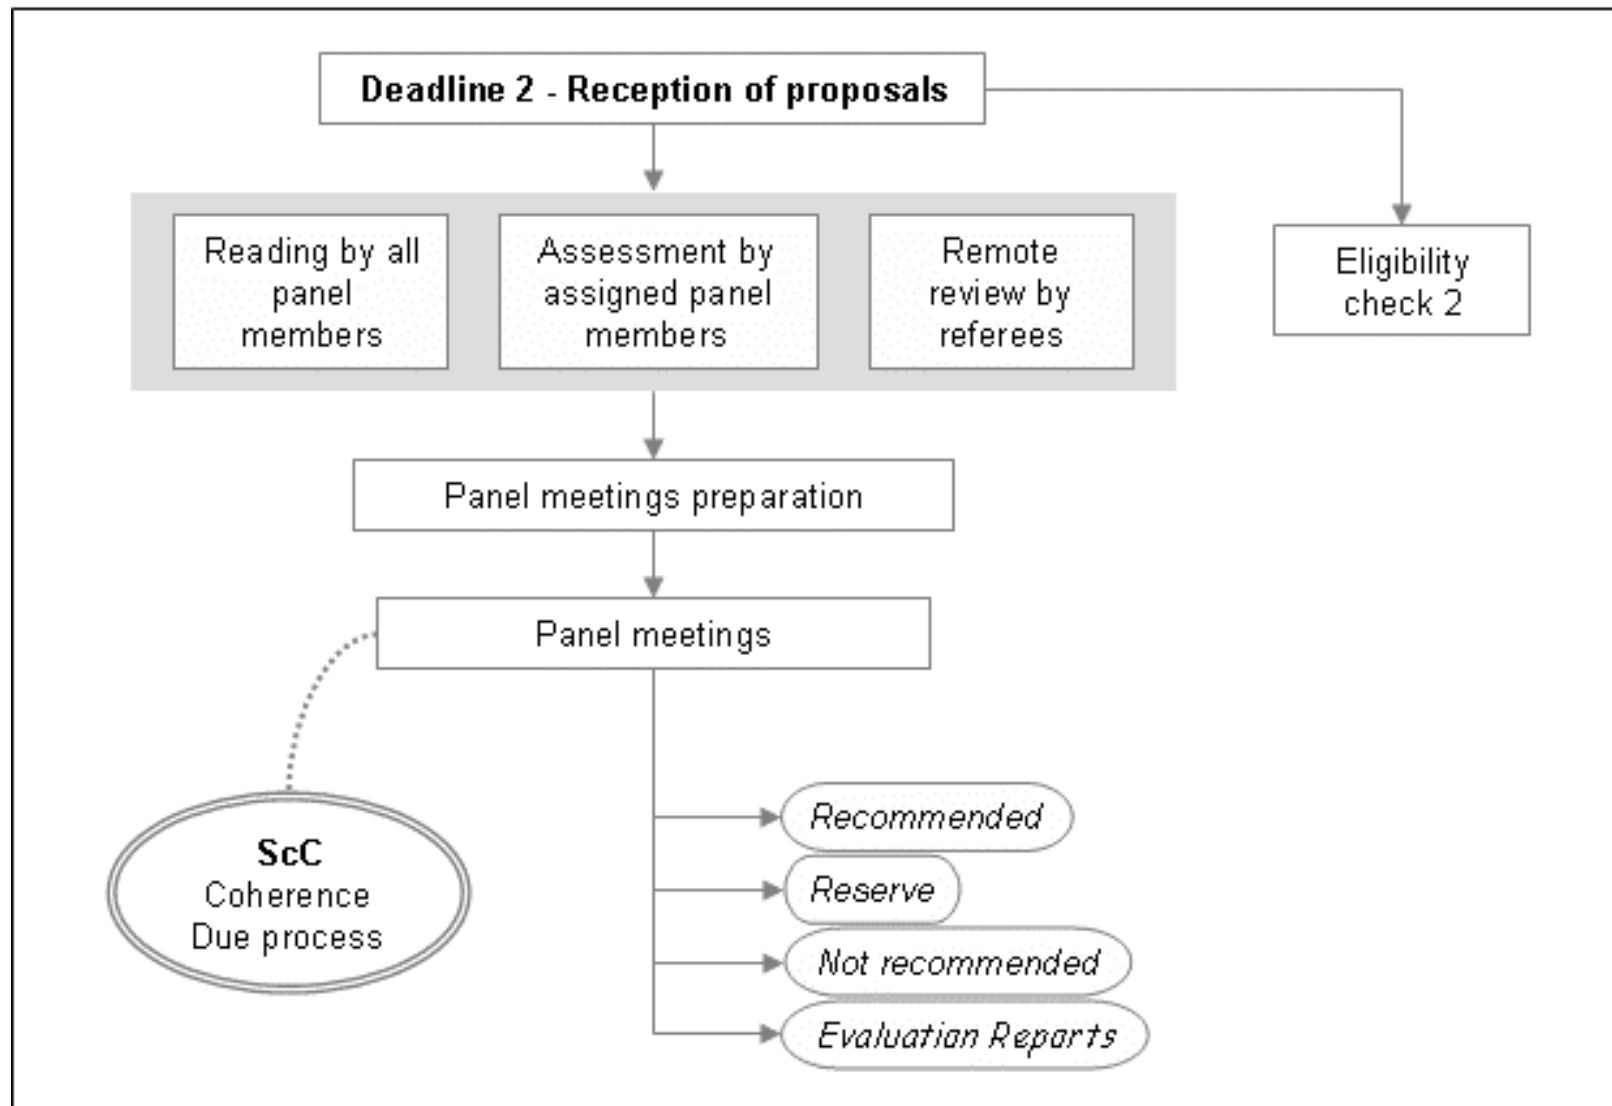 Deadline 2 - Reception of proposals
Reading by all
panel
members
Assessment by
assigned panel
members
Remote
review by
referees
Eligibility
check 2
Panel meetings preparation
Panel meetings
ScC
Coherence
Due process
Recommended
Reserve
Not recommended
Evaluation Reports